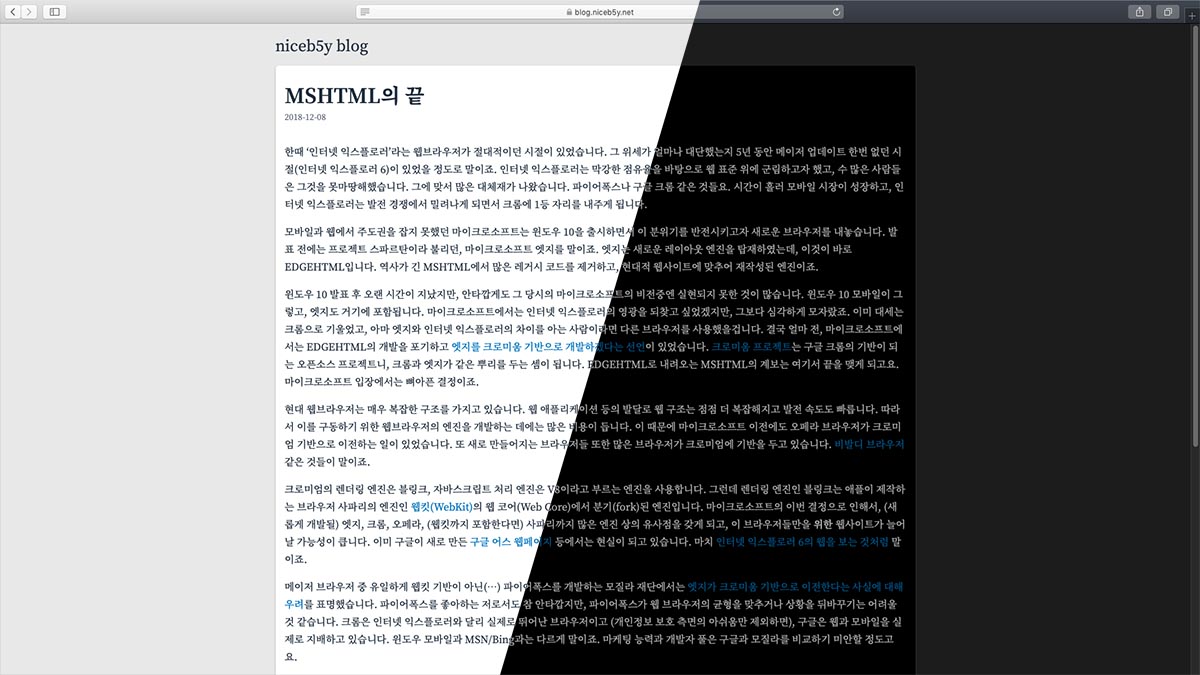 blog.niceb5y.net
niceb5y blog
MSHTML의 끝
2018-12-08
한때 ‘인터넷 익스플로러’라는 웹브라우저가 절대적이던 시절이 있었습니다. 그 위세가 얼마나 대단했는지 5년 동안 메이저 업데이트 한번 없던 시
절(인터넷 익스플로러 6)이 있었을 정도로 말이죠. 인터넷 익스플로러는 막강한 점유율을 바탕으로 웹 표준 위에 군림하고자 했고, 수 많은 사람들
은 그것을 못마땅해했습니다. 그에 맞서 많은 대체재가 나왔습니다. 파이어폭스나 구글 크롬 같은 것들요. 시간이 흘러 모바일 시장이 성장하고, 인
터넷 익스플로러는 발전 경쟁에서 밀려나게 되면서 크롬에 1등 자리를 내주게 됩니다.
모바일과 웹에서 주도권을 잡지 못했던 마이크로소프트는 윈도우 10을 출시하면서 이 분위기를 반전시키고자 새로운 브라우저를 내놓습니다. 발
표 전에는 프로젝트 스파르탄이라 불리던, 마이크로소프트 엣지를 말이죠. 엣지는 새로운 레이아웃 엔진을 탑재하였는데, 이것이 바로
EDGEHTML입니다. 역사가 긴 MSHTML에서 많은 레거시 코드를 제거하고, 현대적 웹사이트에 맞추어 재작성된 엔진이죠.
윈도우 10 발표 후 오랜 시간이 지났지만, 안타깝게도 그 당시의 마이크로소프트의 비전중엔 실현되지 못한 것이 많습니다. 윈도우 10 모바일이 그
렇고, 엣지도 거기에 포함됩니다. 마이크로소프트에서는 인터넷 익스플로러의 영광을 되찾고 싶었겠지만, 그보다 심각하게 모자랐죠. 이미 대세는
크롬으로 기울었고, 아마 엣지와 인터넷 익스플로러의 차이를 아는 사람이라면 다른 브라우저를 사용했을겁니다. 결국 얼마 전, 마이크로소프트에
서는 EDGEHTML의 개발을 포기하고 엣지를 크로미움 기반으로 개발하겠다는 선언이 있었습니다. 크로미움 프로젝트는 구글 크롬의 기반이 되
는 오픈소스 프로젝트니, 크롬과 엣지가 같은 뿌리를 두는 셈이 됩니다. EDGEHTML로 내려오는 MSHTML의 계보는 여기서 끝을 맺게 되고요.
마이크로소프트 입장에서는 뼈아픈 결정이죠.
현대 웹브라우저는 매우 복잡한 구조를 가지고 있습니다. 웹 애플리케이션 등의 발달로 웹 구조는 점점 더 복잡해지고 발전 속도도 빠릅니다. 따라
서 이를 구동하기 위한 웹브라우저의 엔진을 개발하는 데에는 많은 비용이 듭니다. 이 때문에 마이크로소프트 이전에도 오페라 브라우저가 크로미
엄 기반으로 이전하는 일이 있었습니다. 또 새로 만들어지는 브라우저들 또한 많은 브라우저가 크로미엄에 기반을 두고 있습니다. 비발디 브라우저
같은 것들이 말이죠.
크로미엄의 렌더링 엔진은 블링크, 자바스크립트 처리 엔진은 V8이라고 부르는 엔진을 사용합니다. 그런데 렌더링 엔진인 블링크는 애플이 제작하
는 브라우저 사파리의 엔진인 웹킷(WebKit)의 웹 코어(Web Core)에서 분기(fork)된 엔진입니다. 마이크로소프트의 이번 결정으로 인해서, (새
롭게 개발될) 엣지, 크롬, 오페라, (웹킷까지 포함한다면) 사파리까지 많은 엔진 상의 유사점을 갖게 되고, 이 브라우저들만을 위한 웹사이트가 늘어
날 가능성이 큽니다. 이미 구글이 새로 만든 구글 어스 웹페이지 등에서는 현실이 되고 있습니다. 마치 인터넷 익스플로러 6의 웹을 보는 것처럼 말
이죠.
메이저 브라우저 중 유일하게 웹킷 기반이 아닌(…) 파이어폭스를 개발하는 모질라 재단에서는 엣지가 크로미움 기반으로 이전한다는 사실에 대해
우려를 표명했습니다. 파이어폭스를 좋아하는 저로서도 참 안타깝지만, 파이어폭스가 웹 브라우저의 균형을 맞추거나 상황을 뒤바꾸기는 어려울
것 같습니다. 크롬은 인터넷 익스플로러와 달리 실제로 뛰어난 브라우저이고 (개인정보 보호 측면의 아쉬움만 제외하면), 구글은 웹과 모바일을 실
제로 지배하고 있습니다. 윈도우 모바일과 MSN/Bing과는 다르게 말이죠. 마케팅 능력과 개발자 풀은 구글과 모질라를 비교하기 미안할 정도고
요.